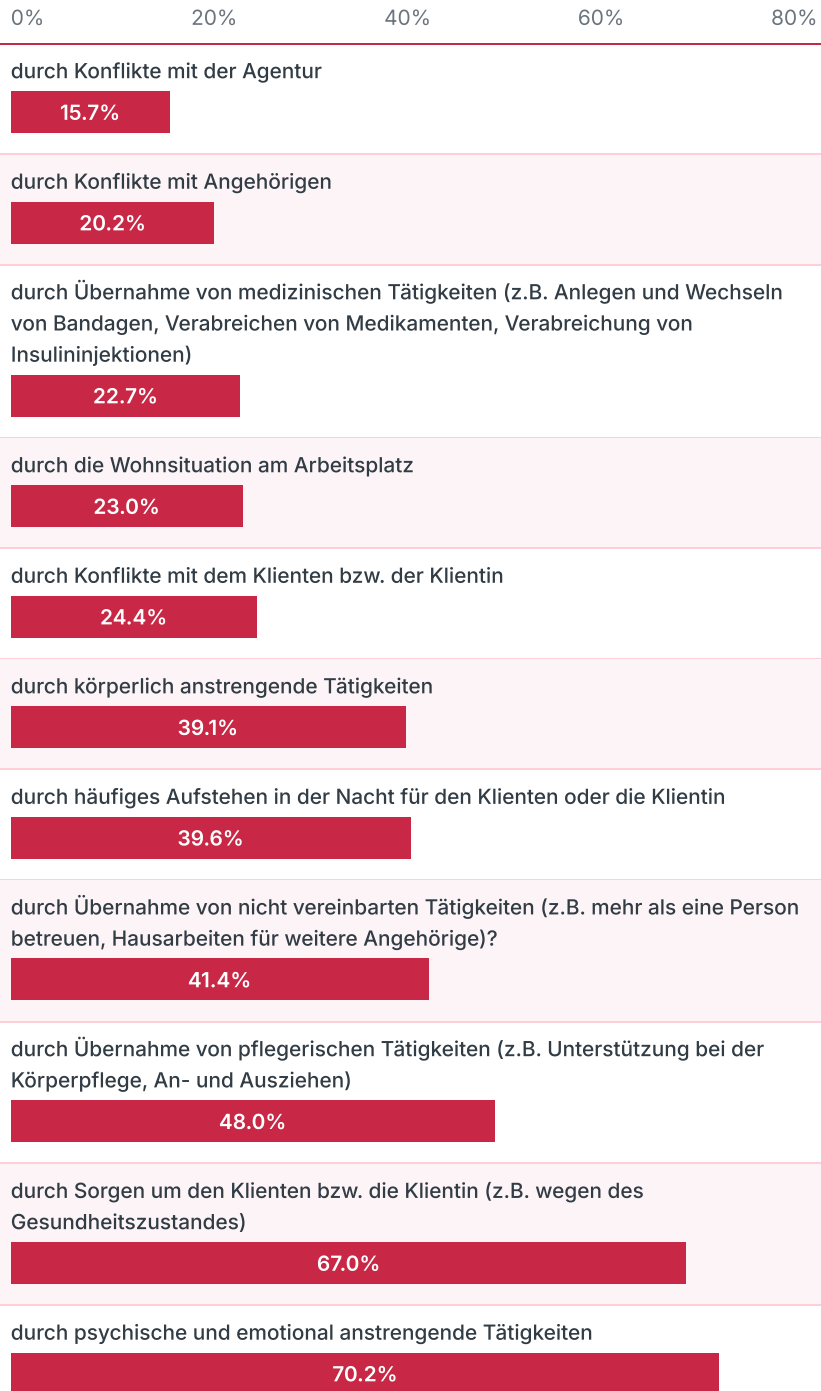 0% 20% 40% 60% 80%
durch Konflikte mit der Agentur
15.7%
durch Konflikte mit Angehörigen
20.2%
durch Übernahme von medizinischen Tätigkeiten (z.B. Anlegen und Wechseln
von Bandagen, Verabreichen von Medikamenten, Verabreichung von
Insulininjektionen)
22.7%
durch die Wohnsituation am Arbeitsplatz
23.0%
durch Konflikte mit dem Klienten bzw. der Klientin
24.4%
durch körperlich anstrengende Tätigkeiten
39.1%
durch häufiges Aufstehen in der Nacht für den Klienten oder die Klientin
39.6%
durch Übernahme von nicht vereinbarten Tätigkeiten (z.B. mehr als eine Person
betreuen, Hausarbeiten für weitere Angehörige)?
41.4%
durch Übernahme von pflegerischen Tätigkeiten (z.B. Unterstützung bei der
Körperpflege, An- und Ausziehen)
48.0%
durch Sorgen um den Klienten bzw. die Klientin (z.B. wegen des
Gesundheitszustandes)
67.0%
durch psychische und emotional anstrengende Tätigkeiten
70.2%